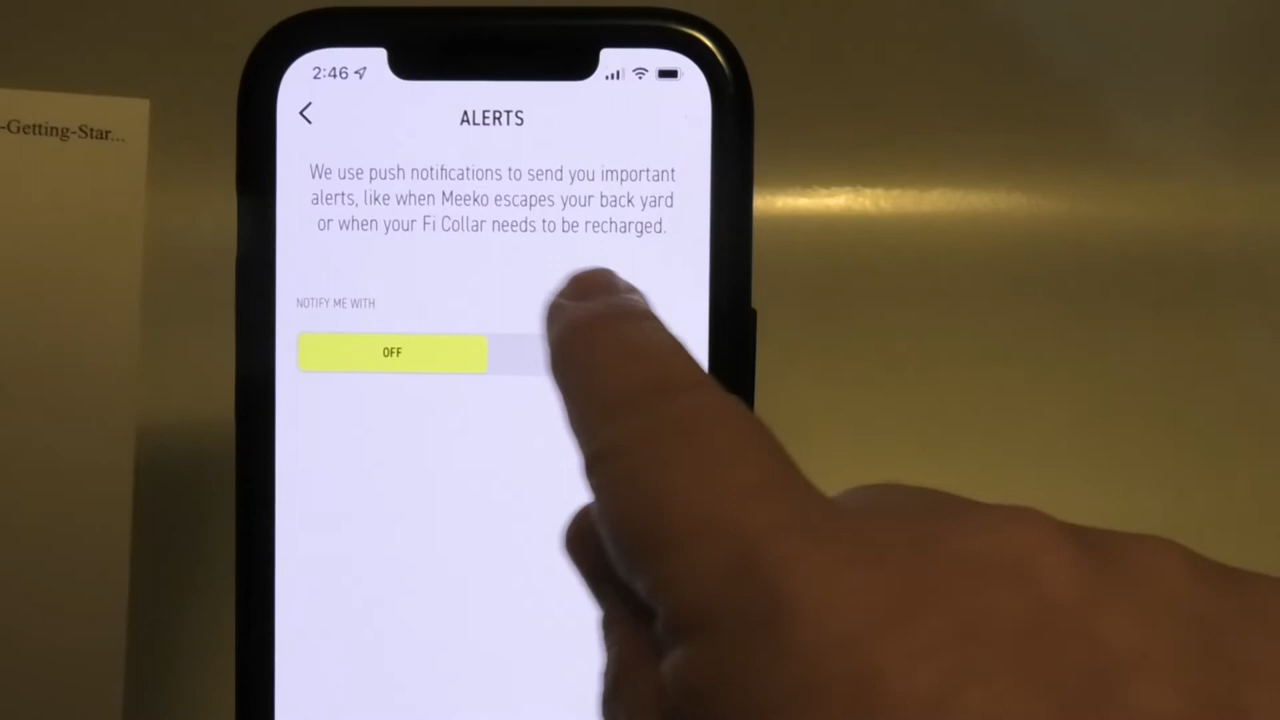 -Getting-Star...
2:46
ALERTS
We use push notifications to send you important
alerts, like when Meeko escapes your back yard
or when your Fi Collar needs to be recharged.
NOTIFY ME WITH
OFF